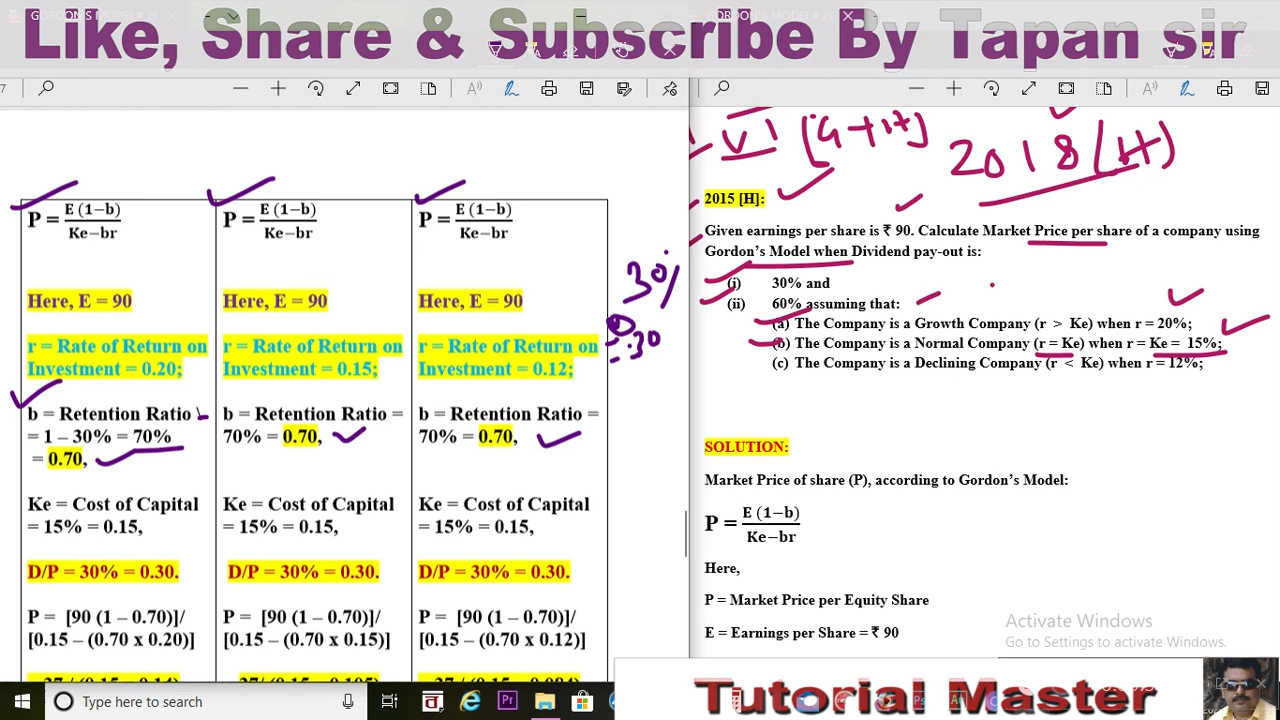 GORDON'S MODEL # 20
GORDON'S MODEL # 20
Like, Share & Subscribe By Tapan sir
VI [G+H] 2018 (H)
P = E (1−b) / Ke−br
Here, E = 90
r = Rate of Return on
Investment = 0.20;
b = Retention Ratio
= 1 – 30% = 70%
= 0.70,
Ke = Cost of Capital
= 15% = 0.15,
D/P = 30% = 0.30.
P = [90 (1 – 0.70)]/
[0.15 – (0.70 x 0.20)]
P = E (1−b) / Ke−br
Here, E = 90
r = Rate of Return on
Investment = 0.15;
b = Retention Ratio =
70% = 0.70,
Ke = Cost of Capital
= 15% = 0.15,
D/P = 30% = 0.30.
P = [90 (1 – 0.70)]/
[0.15 – (0.70 x 0.15)]
P = E (1−b) / Ke−br
Here, E = 90
r = Rate of Return on
Investment = 0.12;
b = Retention Ratio =
70% = 0.70,
Ke = Cost of Capital
= 15% = 0.15,
D/P = 30% = 0.30.
P = [90 (1 – 0.70)]/
[0.15 – (0.70 x 0.12)]
30%
= .30
2015 [H]:
Given earnings per share is ₹ 90. Calculate Market Price per share of a company using
Gordon's Model when Dividend pay-out is:
(i) 30% and
(ii) 60% assuming that:
(a) The Company is a Growth Company (r > Ke) when r = 20%;
(b) The Company is a Normal Company (r = Ke) when r = Ke = 15%;
(c) The Company is a Declining Company (r < Ke) when r = 12%;
SOLUTION:
Market Price of share (P), according to Gordon's Model:
P = E (1−b) / Ke−br
Here,
P = Market Price per Equity Share
E = Earnings per Share = ₹ 90
Activate Windows
Go to Settings to activate Windows.
Type here to search
Tutorial Master